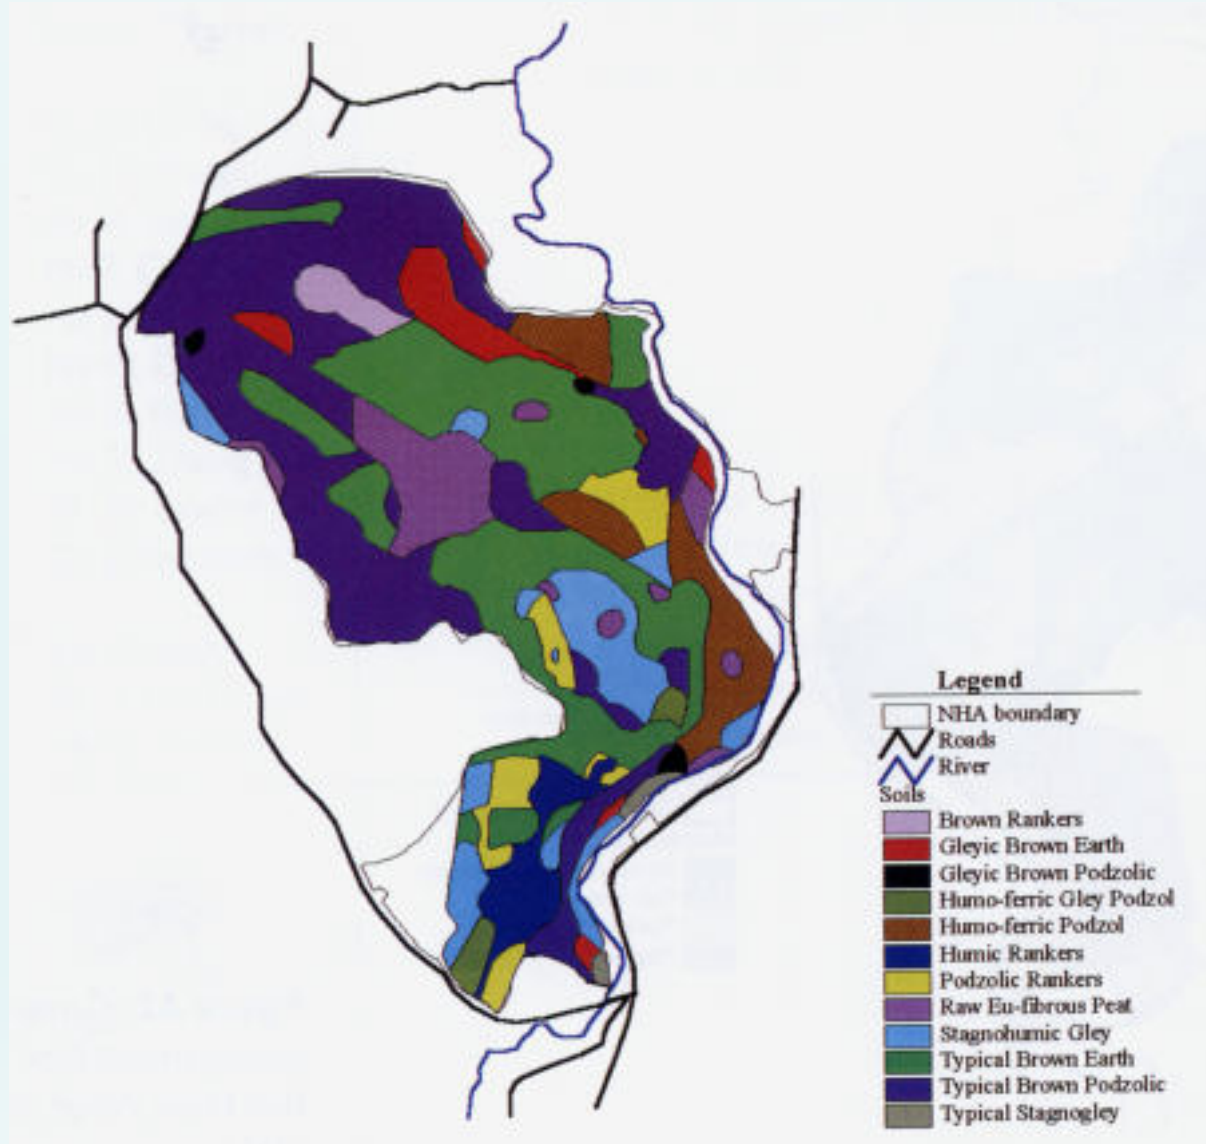 Legend
NHA boundary
Roads
River
Soils
Brown Rankers
Gleyic Brown Earth
Gleyic Brown Podzolic
Humo-ferric Gley Podzol
Humo-ferric Podzol
Humic Rankers
Podzolic Rankers
Raw Eu-fibrous Peat
Stagnohumic Gley
Typical Brown Earth
Typical Brown Podzolic
Typical Stagnogley